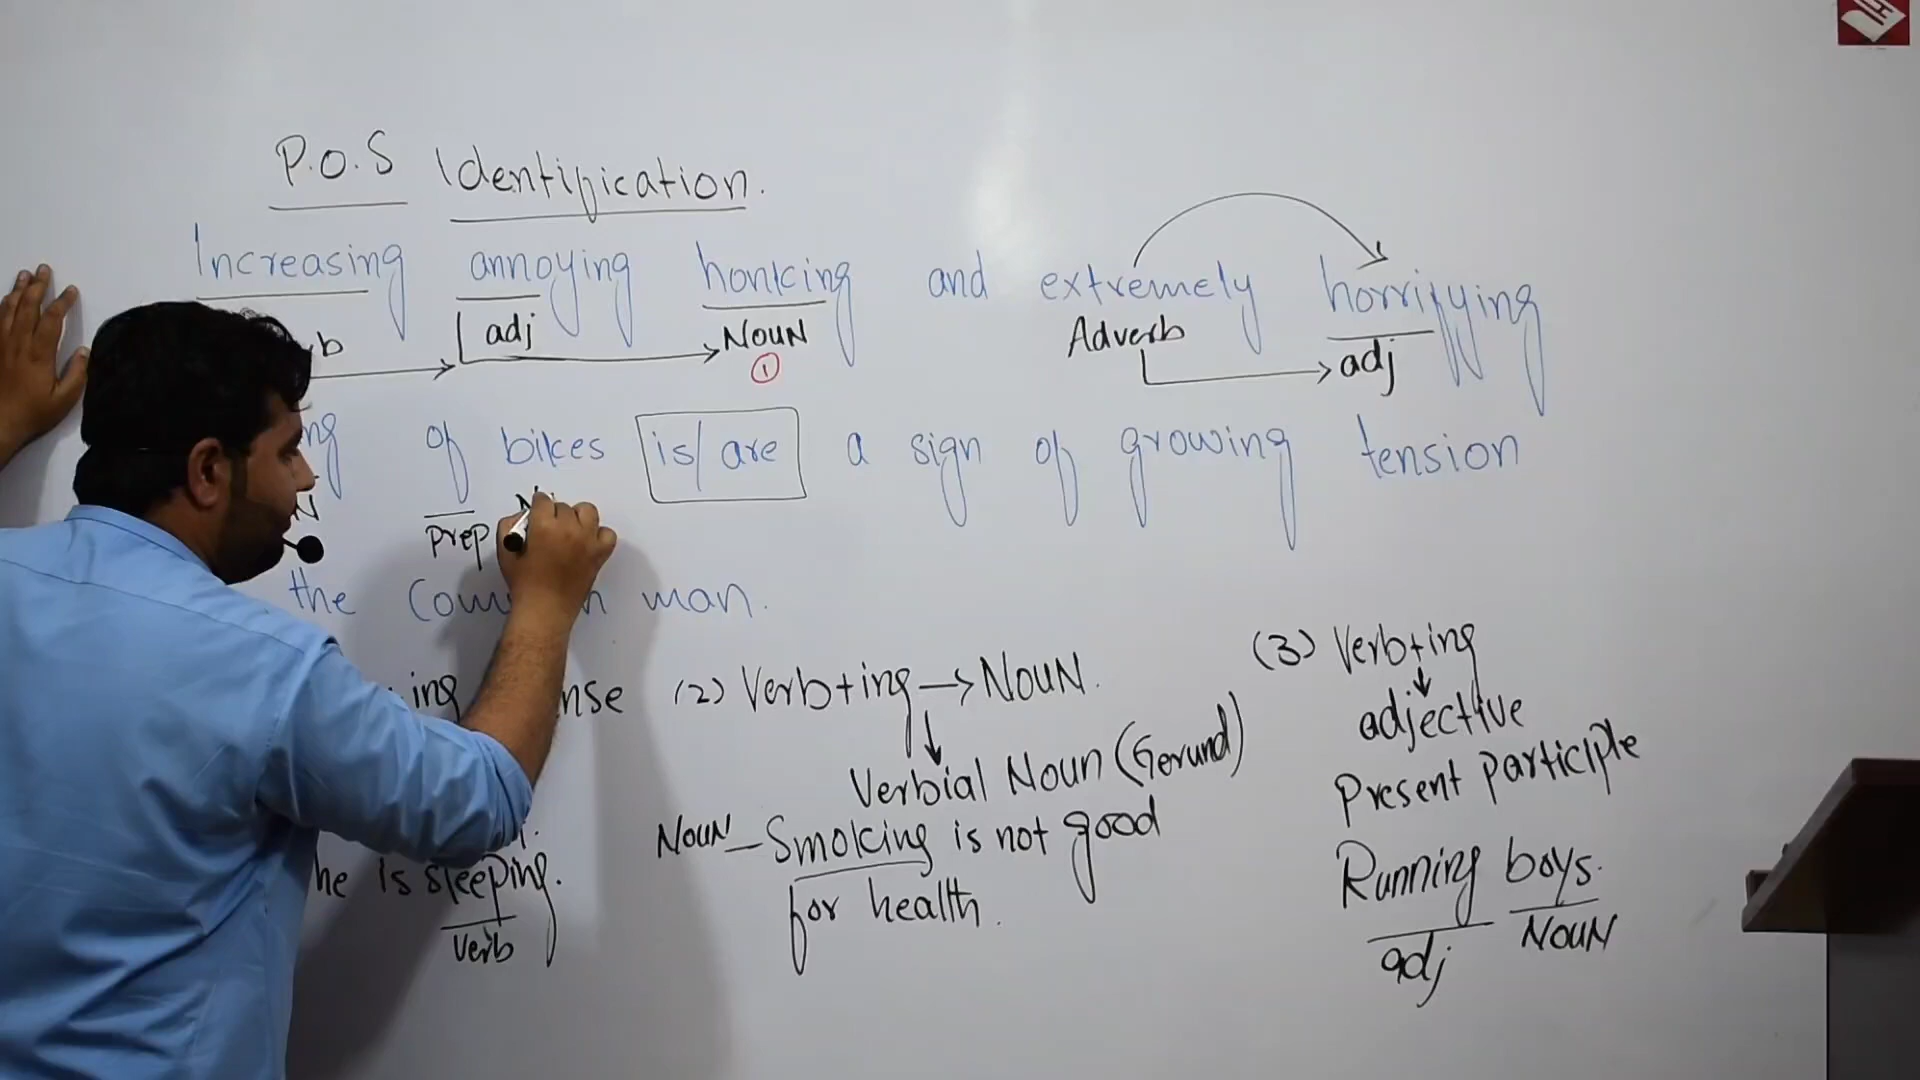 P.O.S Identification.
Increasing annoying honking and extremely horrifying
adj NOUN Adverb adj
1
of bikes is/are a sign of growing tension
N prep
the man.
(2) Verb+ing → NOUN. (3) Verb+ing
adjective
Verbial Noun (Gerund) Present participle
NOUN – Smoking is not good
for health.
Running boys.
adj NOUN
he is sleeping.
Verb